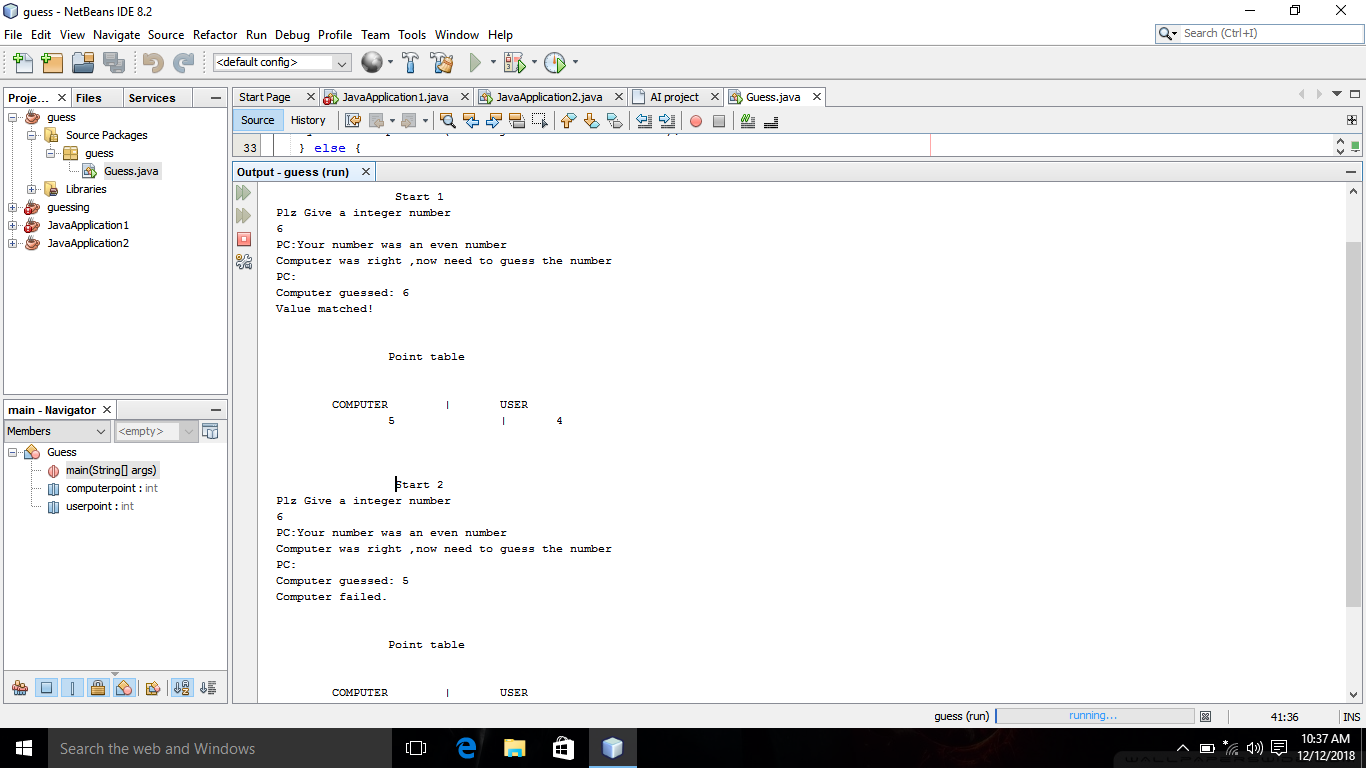 guess - NetBeans IDE 8.2
File Edit View Navigate Source Refactor Run Debug Profile Team Tools Window Help
Search (Ctrl+I)
<default config>
Proje... Files Services
guess
Source Packages
guess
Guess.java
Libraries
guessing
JavaApplication1
JavaApplication2
Start Page JavaApplication1.java JavaApplication2.java AI project Guess.java
Source History
33 } else {
Output - guess (run)
Start 1
Plz Give a integer number
6
PC:Your number was an even number
Computer was right ,now need to guess the number
PC:
Computer guessed: 6
Value matched!
Point table
COMPUTER | USER
5 | 4
Start 2
Plz Give a integer number
6
PC:Your number was an even number
Computer was right ,now need to guess the number
PC:
Computer guessed: 5
Computer failed.
Point table
COMPUTER | USER
main - Navigator
Members <empty>
Guess
main(String[] args)
computerpoint : int
userpoint : int
guess (run) running... 41:36 INS
Search the web and Windows
10:37 AM
12/12/2018